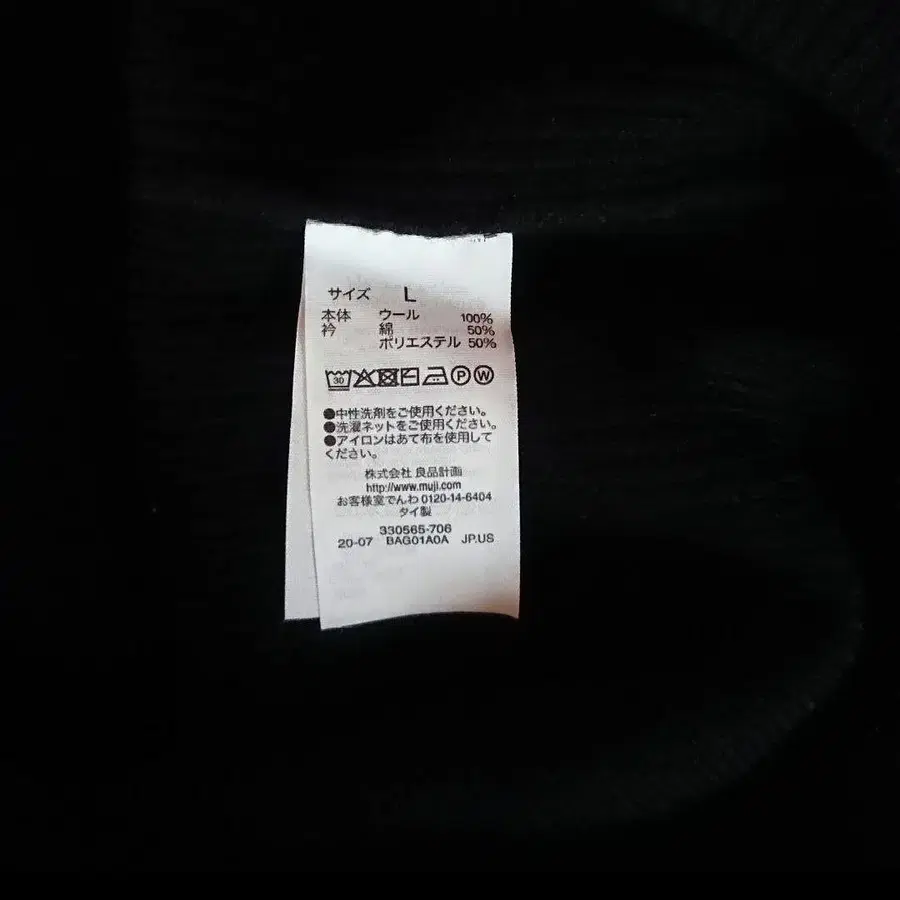 サイズ L
本体 ウール 100%
衿 綿 50%
ポリエステル 50%
30 P W
●中性洗剤をご使用ください。
●洗濯ネットをご使用ください。
●アイロンはあて布を使用して
ください。
株式会社 良品計画
http://www.muji.com
お客様室でんわ 0120-14-6404
タイ製
330565-706
20-07 BAG01A0A JP.US